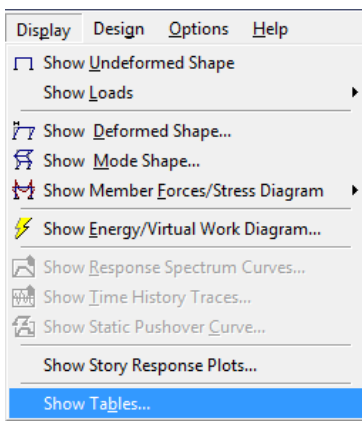 Display Design Options Help
Show Undeformed Shape
Show Loads
Show Deformed Shape...
Show Mode Shape...
Show Member Forces/Stress Diagram
Show Energy/Virtual Work Diagram...
Show Response Spectrum Curves...
Show Time History Traces...
Show Static Pushover Curve...
Show Story Response Plots...
Show Tables...